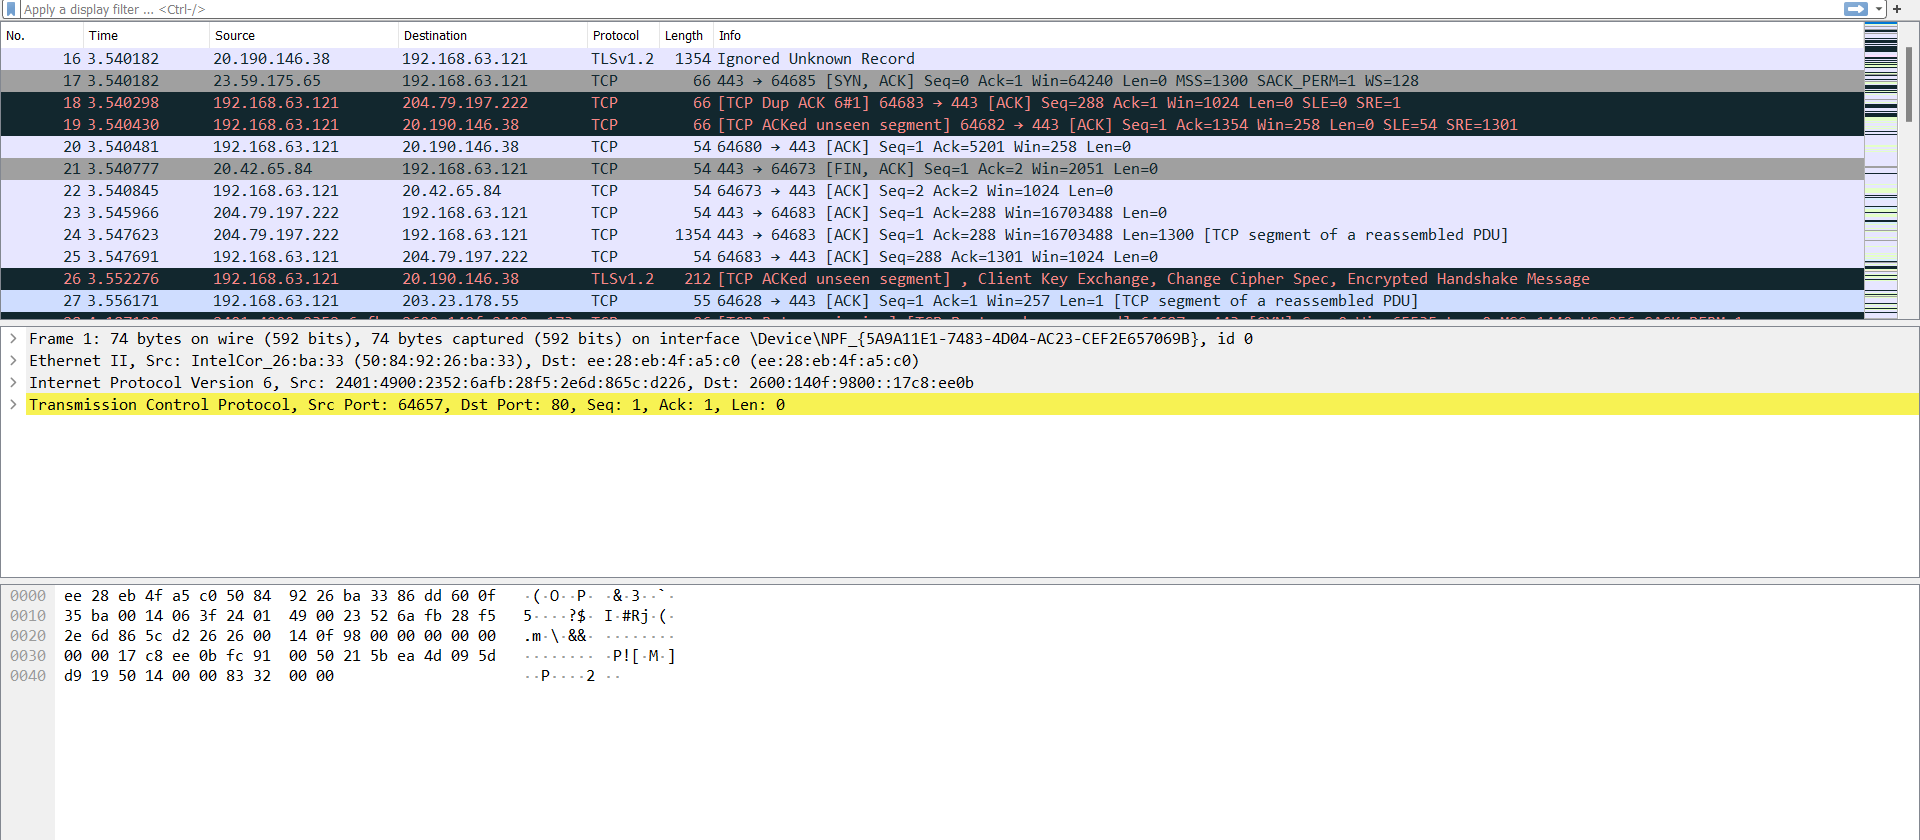 Apply a display filter ... <Ctrl-/>
No. Time Source Destination Protocol Length Info
16 3.540182 20.190.146.38 192.168.63.121 TLSv1.2 1354 Ignored Unknown Record
17 3.540182 23.59.175.65 192.168.63.121 TCP 66 443 → 64685 [SYN, ACK] Seq=0 Ack=1 Win=64240 Len=0 MSS=1300 SACK_PERM=1 WS=128
18 3.540298 192.168.63.121 204.79.197.222 TCP 66 [TCP Dup ACK 6#1] 64683 → 443 [ACK] Seq=288 Ack=1 Win=1024 Len=0 SLE=0 SRE=1
19 3.540430 192.168.63.121 20.190.146.38 TCP 66 [TCP ACKed unseen segment] 64682 → 443 [ACK] Seq=1 Ack=1354 Win=258 Len=0 SLE=54 SRE=1301
20 3.540481 192.168.63.121 20.190.146.38 TCP 54 64680 → 443 [ACK] Seq=1 Ack=5201 Win=258 Len=0
21 3.540777 20.42.65.84 192.168.63.121 TCP 54 443 → 64673 [FIN, ACK] Seq=1 Ack=2 Win=2051 Len=0
22 3.540845 192.168.63.121 20.42.65.84 TCP 54 64673 → 443 [ACK] Seq=2 Ack=2 Win=1024 Len=0
23 3.545966 204.79.197.222 192.168.63.121 TCP 54 443 → 64683 [ACK] Seq=1 Ack=288 Win=16703488 Len=0
24 3.547623 204.79.197.222 192.168.63.121 TCP 1354 443 → 64683 [ACK] Seq=1 Ack=288 Win=16703488 Len=1300 [TCP segment of a reassembled PDU]
25 3.547691 192.168.63.121 204.79.197.222 TCP 54 64683 → 443 [ACK] Seq=288 Ack=1301 Win=1024 Len=0
26 3.552276 192.168.63.121 20.190.146.38 TLSv1.2 212 [TCP ACKed unseen segment] , Client Key Exchange, Change Cipher Spec, Encrypted Handshake Message
27 3.556171 192.168.63.121 203.23.178.55 TCP 55 64628 → 443 [ACK] Seq=1 Ack=1 Win=257 Len=1 [TCP segment of a reassembled PDU]
Frame 1: 74 bytes on wire (592 bits), 74 bytes captured (592 bits) on interface \Device\NPF_{5A9A11E1-7483-4D04-AC23-CEF2E657069B}, id 0
Ethernet II, Src: IntelCor_26:ba:33 (50:84:92:26:ba:33), Dst: ee:28:eb:4f:a5:c0 (ee:28:eb:4f:a5:c0)
Internet Protocol Version 6, Src: 2401:4900:2352:6afb:28f5:2e6d:865c:d226, Dst: 2600:140f:9800::17c8:ee0b
Transmission Control Protocol, Src Port: 64657, Dst Port: 80, Seq: 1, Ack: 1, Len: 0
0000 ee 28 eb 4f a5 c0 50 84 92 26 ba 33 86 dd 60 0f ·(·O··P· ·&·3··`·
0010 35 ba 00 14 06 3f 24 01 49 00 23 52 6a fb 28 f5 5····?$· I·#Rj·(·
0020 2e 6d 86 5c d2 26 26 00 14 0f 98 00 00 00 00 00 .m·\·&&· ········
0030 00 00 17 c8 ee 0b fc 91 00 50 21 5b ea 4d 09 5d ········ ·P![·M·]
0040 d9 19 50 14 00 00 83 32 00 00 ··P····2 ··